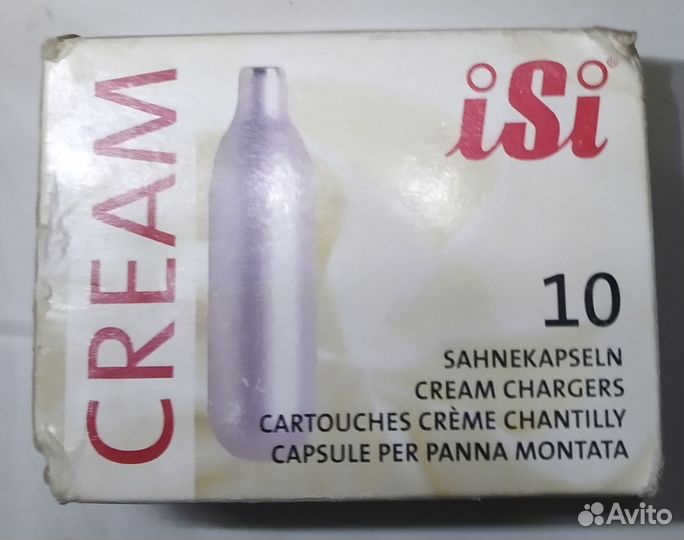 CREAM
iSi®
10
SAHNEKAPSELN
CREAM CHARGERS
CARTOUCHES CRÈME CHANTILLY
CAPSULE PER PANNA MONTATA
Avito